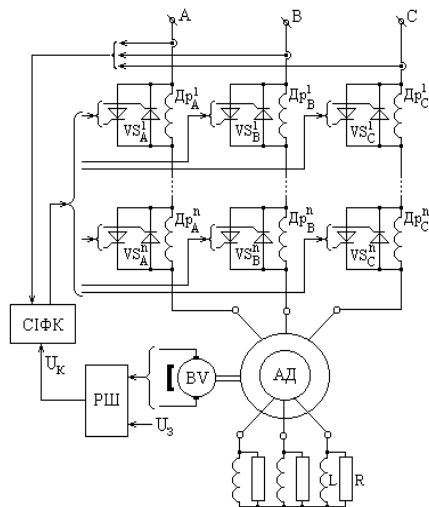 А В С
Др¹A Др¹B Др¹C
VS¹A VS¹B VS¹C
ДрⁿA ДрⁿB ДрⁿC
VSⁿA VSⁿB VSⁿC
СІФК
Uк
BV
АД
РШ
Uз
L R